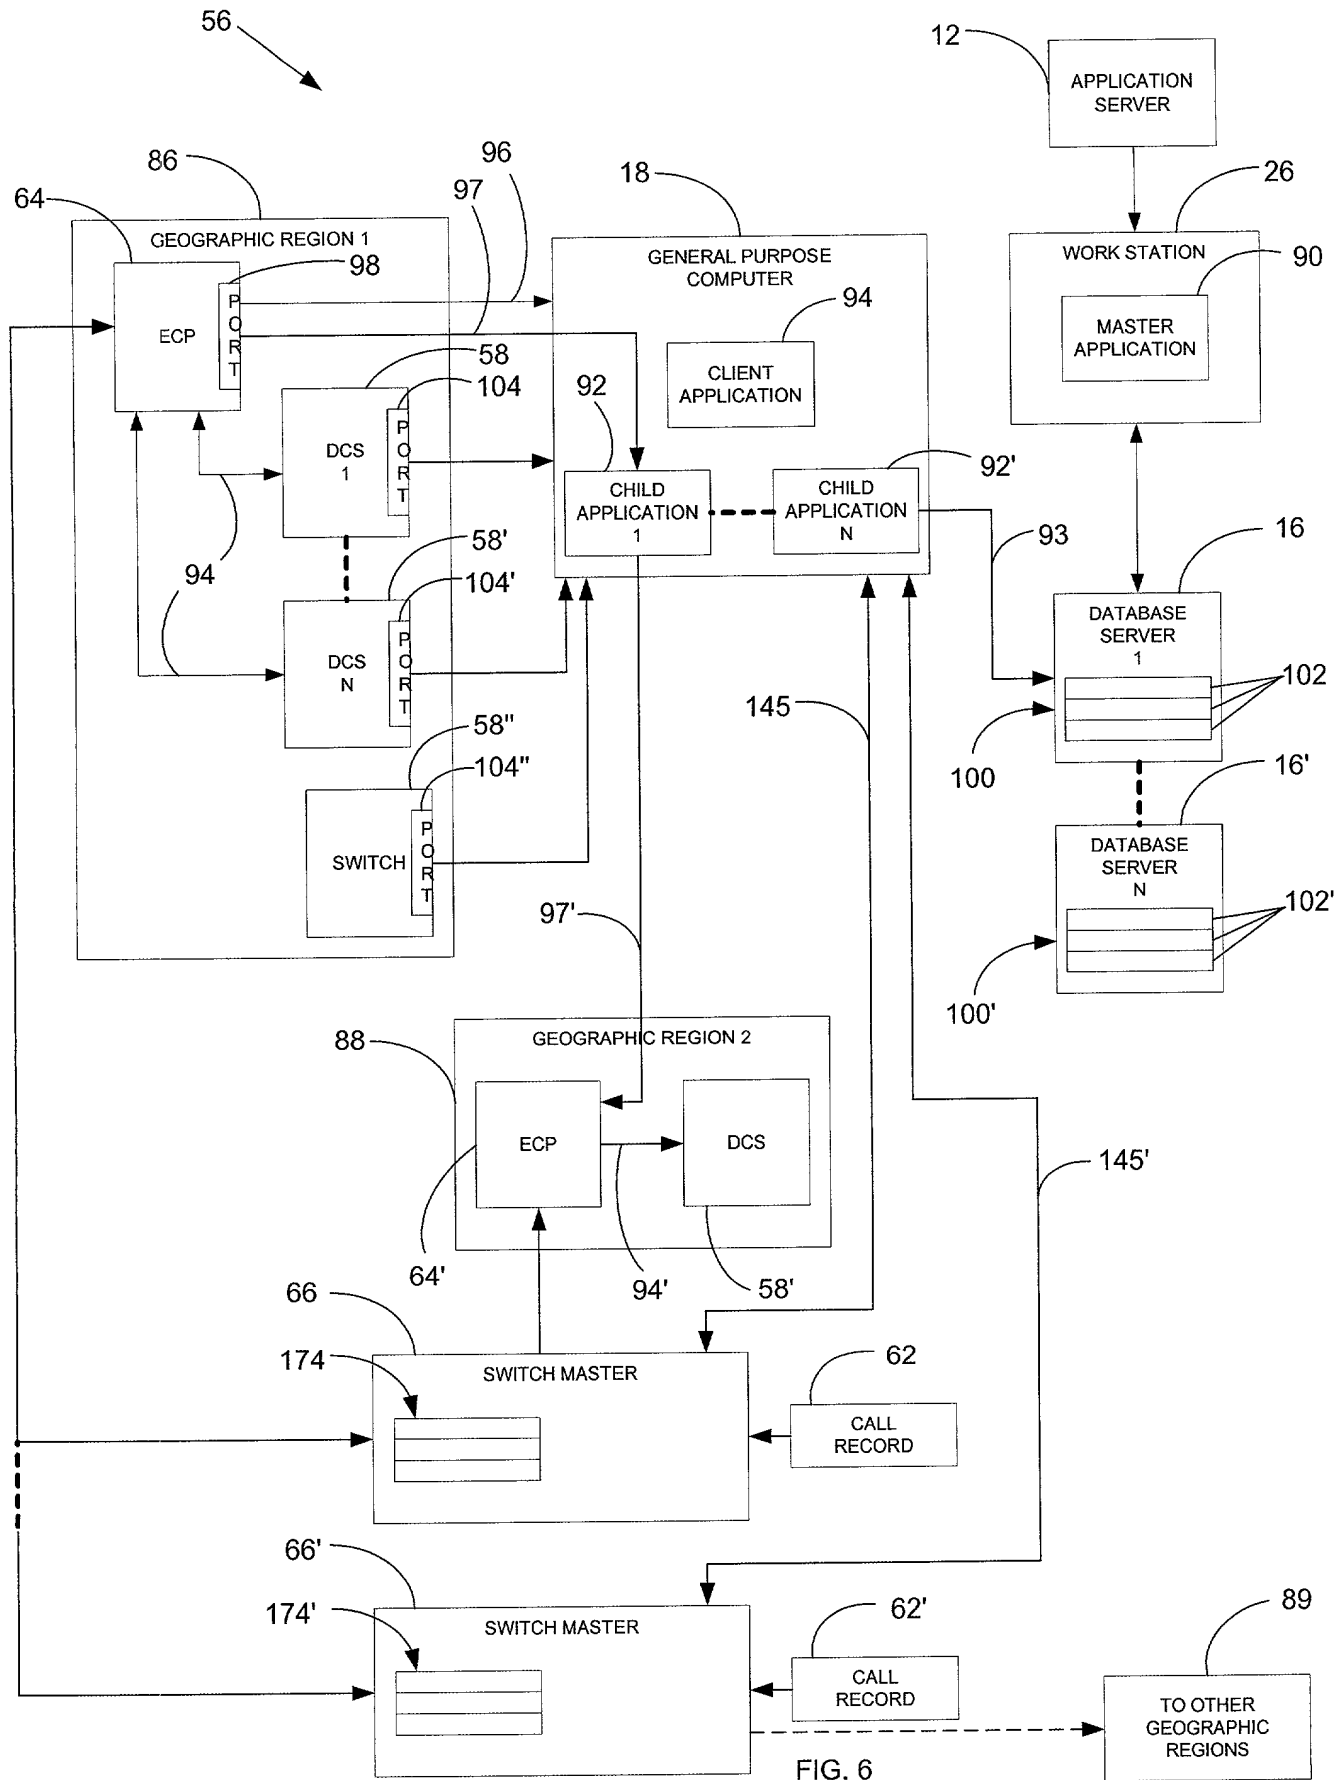 56
12
APPLICATION
SERVER
86
96
97
18
26
64
GEOGRAPHIC REGION 1
98
PORT
ECP
GENERAL PURPOSE
COMPUTER
94
CLIENT
APPLICATION
WORK STATION
90
MASTER
APPLICATION
58
104
DCS
1
PORT
92
CHILD
APPLICATION
1
92'
CHILD
APPLICATION
N
93
16
94
58'
104'
DCS
N
PORT
DATABASE
SERVER
1
102
100
145
58"
104"
SWITCH
PORT
16'
DATABASE
SERVER
N
102'
100'
97'
88
GEOGRAPHIC REGION 2
ECP
DCS
64'
94'
58'
145'
66
174
SWITCH MASTER
62
CALL
RECORD
66'
174'
SWITCH MASTER
62'
CALL
RECORD
89
TO OTHER
GEOGRAPHIC
REGIONS
FIG. 6